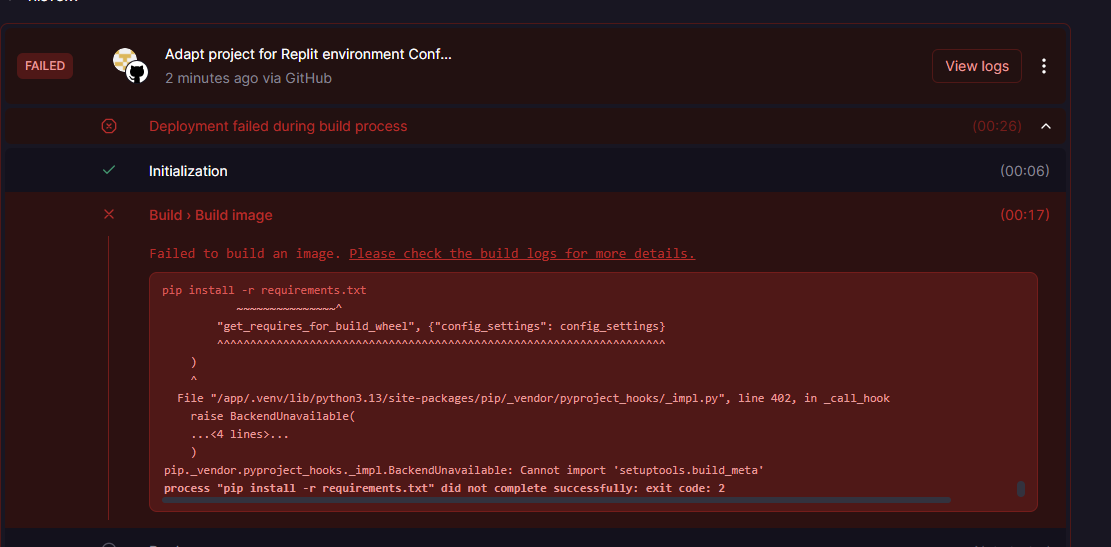 FAILED
Adapt project for Replit environment Conf...
2 minutes ago via GitHub
View logs
Deployment failed during build process
(00:26)
Initialization
(00:06)
Build › Build image
(00:17)
Failed to build an image. Please check the build logs for more details.
pip install -r requirements.txt
~~~~~~~~~~~~~~~^
"get_requires_for_build_wheel", {"config_settings": config_settings}
^^^^^^^^^^^^^^^^^^^^^^^^^^^^^^^^^^^^^^^^^^^^^^^^^^^^^^^^^^^^^^^^^^^^
)
^
File "/app/.venv/lib/python3.13/site-packages/pip/_vendor/pyproject_hooks/_impl.py", line 402, in _call_hook
raise BackendUnavailable(
...<4 lines>...
)
pip._vendor.pyproject_hooks._impl.BackendUnavailable: Cannot import 'setuptools.build_meta'
process "pip install -r requirements.txt" did not complete successfully: exit code: 2